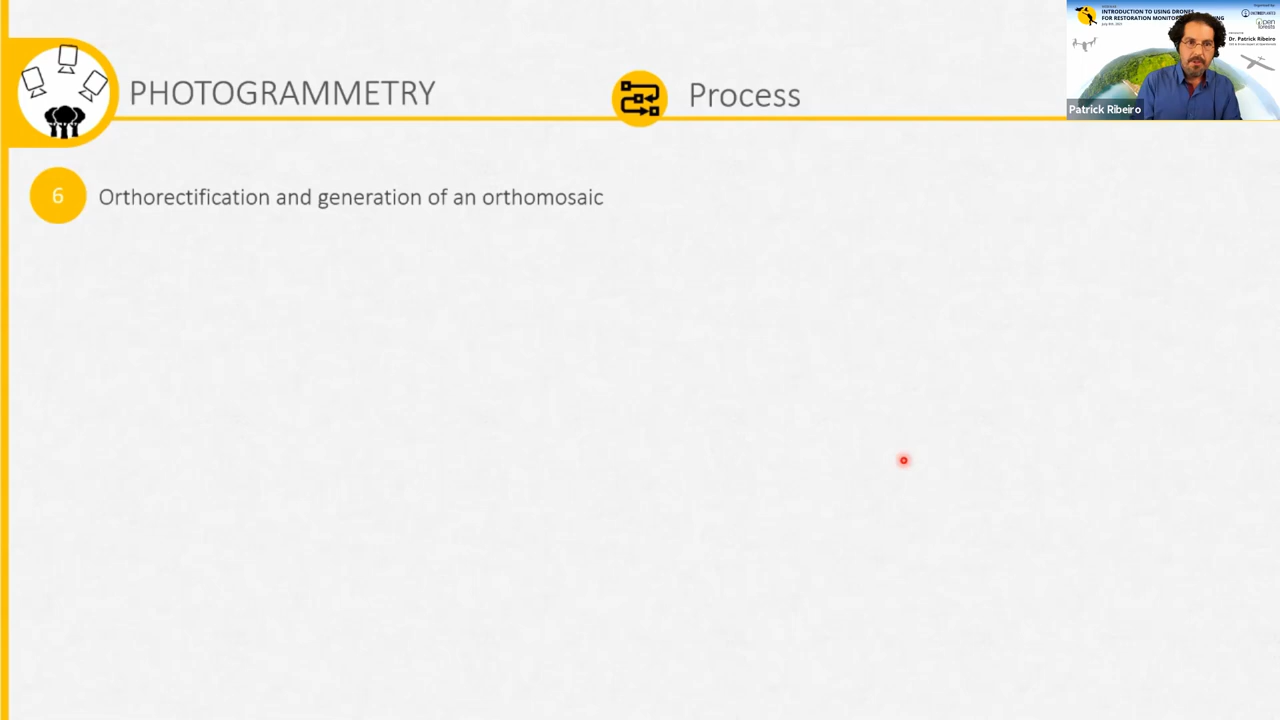 PHOTOGRAMMETRY
Process
INTRODUCTION TO USING DRONES
FOR RESTORATION
Dr. Patrick Ribeiro
Patrick Ribeiro
6 Orthorectification and generation of an orthomosaic